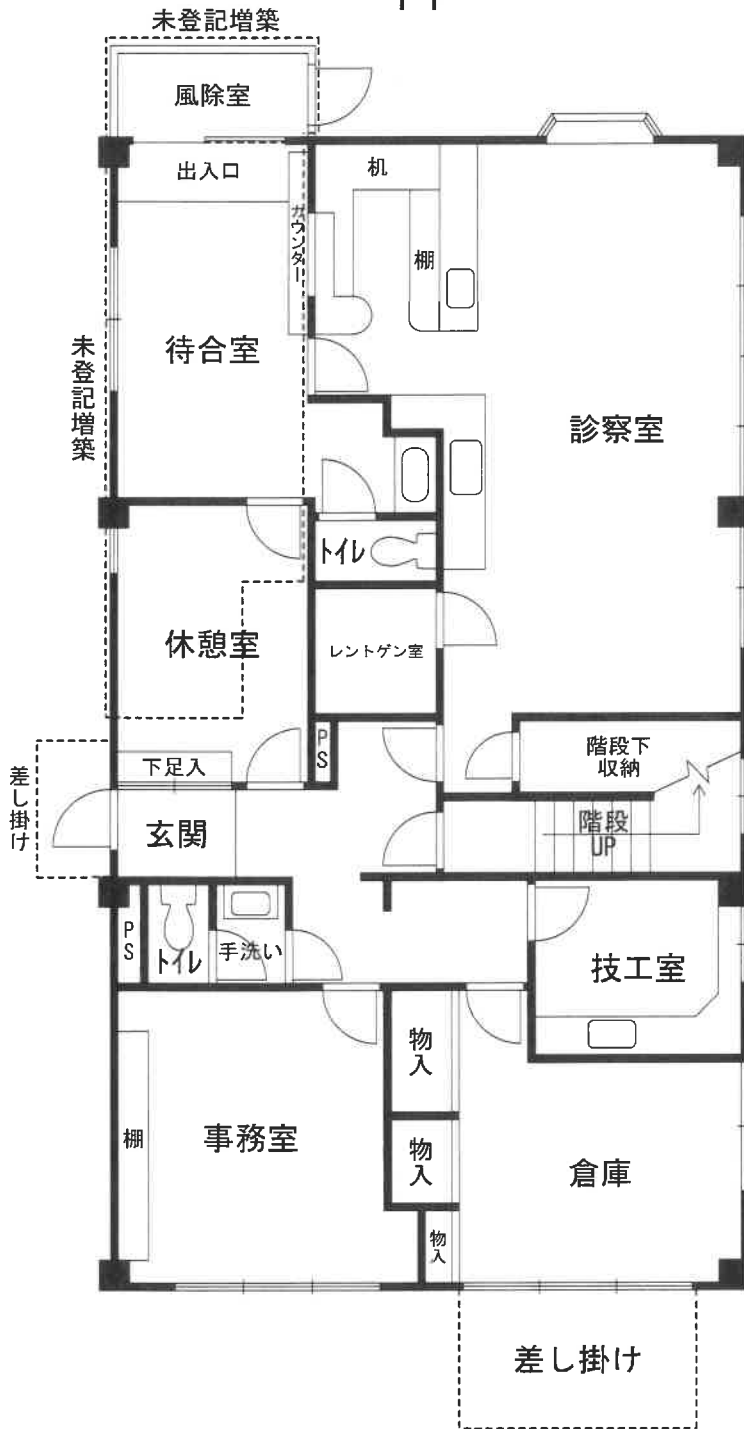 未登記増築
風除室
出入口
カウンター
机
棚
待合室
未登記増築
診察室
トイレ
休憩室
レントゲン室
PS
下足入
階段下
収納
差し掛け
玄関
階段
UP
PS
トイレ
手洗い
技工室
物入
棚
事務室
物入
倉庫
物入
差し掛け